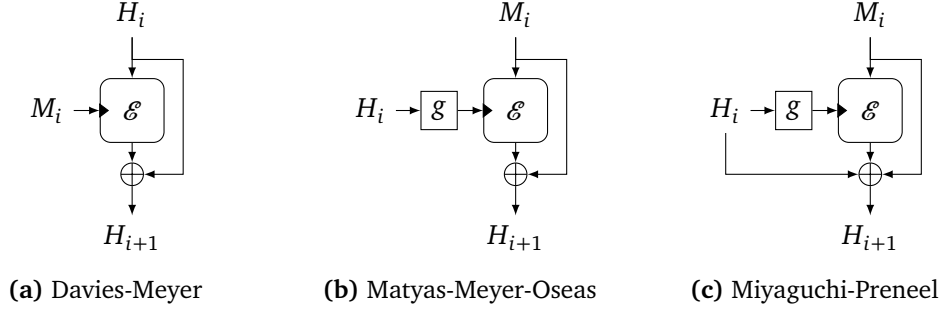 H_i
M_i
ℰ
H_{i+1}
(a) Davies-Meyer
M_i
H_i
g
ℰ
H_{i+1}
(b) Matyas-Meyer-Oseas
M_i
H_i
g
ℰ
H_{i+1}
(c) Miyaguchi-Preneel